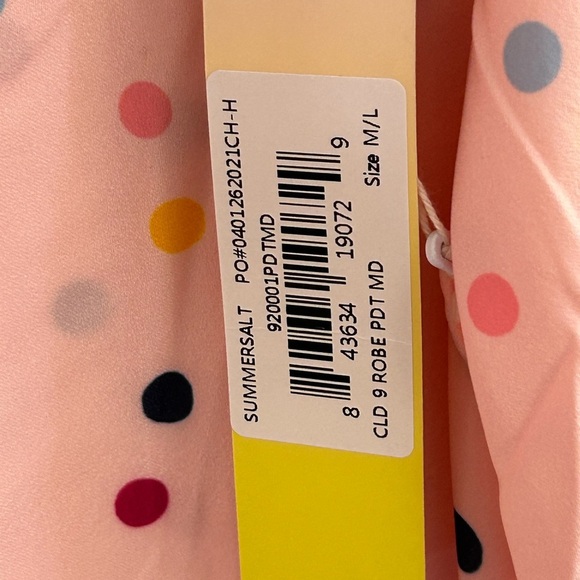 SUMMERSALT PO#0401262021CH-H
920001PDTMD
8 43634 19072 9
CLD 9 ROBE PDT MD Size M/L